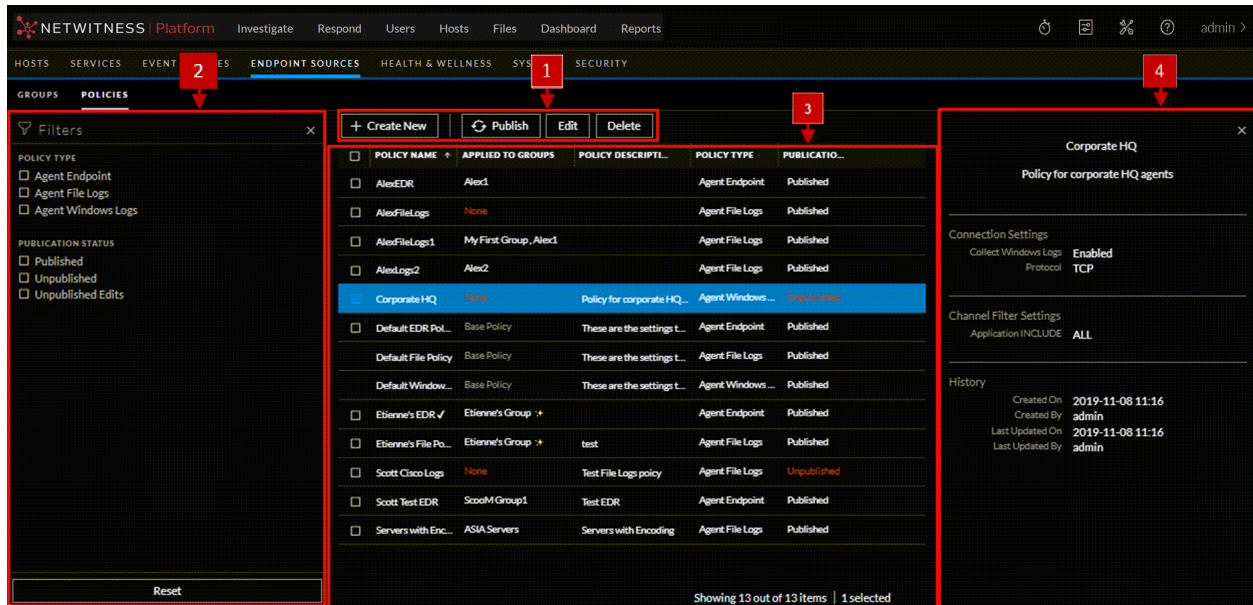 NETWITNESS | Platform Investigate Respond Users Hosts Files Dashboard Reports admin >
HOSTS SERVICES EVENT ES ENDPOINT SOURCES HEALTH & WELLNESS SYS SECURITY
2
1
4
GROUPS POLICIES
Filters ×
POLICY TYPE
Agent Endpoint
Agent File Logs
Agent Windows Logs
PUBLICATION STATUS
Published
Unpublished
Unpublished Edits
Reset
+ Create New Publish Edit Delete
3
POLICY NAME ↑ APPLIED TO GROUPS POLICY DESCRIPTI... POLICY TYPE PUBLICATIO...
AlexEDR Alex1 Agent Endpoint Published
AlexFileLogs None Agent File Logs Published
AlexFileLogs1 My First Group , Alex1 Agent File Logs Published
AlexLogs2 Alex2 Agent File Logs Published
Corporate HQ None Policy for corporate HQ... Agent Windows ... Unpublished
Default EDR Pol... Base Policy These are the settings t... Agent Endpoint Published
Default File Policy Base Policy These are the settings t... Agent File Logs Published
Default Window... Base Policy These are the settings t... Agent Windows ... Published
Etienne's EDR ✓ Etienne's Group ✨ Agent Endpoint Published
Etienne's File Po... Etienne's Group ✨ test Agent File Logs Published
Scott Cisco Logs None Test File Logs poicy Agent File Logs Unpublished
Scott Test EDR ScooM Group1 Test EDR Agent Endpoint Published
Servers with Enc... ASIA Servers Servers with Encoding Agent File Logs Published
Showing 13 out of 13 items | 1 selected
×
Corporate HQ
Policy for corporate HQ agents
Connection Settings
Collect Windows Logs Enabled
Protocol TCP
Channel Filter Settings
Application INCLUDE ALL
History
Created On 2019-11-08 11:16
Created By admin
Last Updated On 2019-11-08 11:16
Last Updated By admin